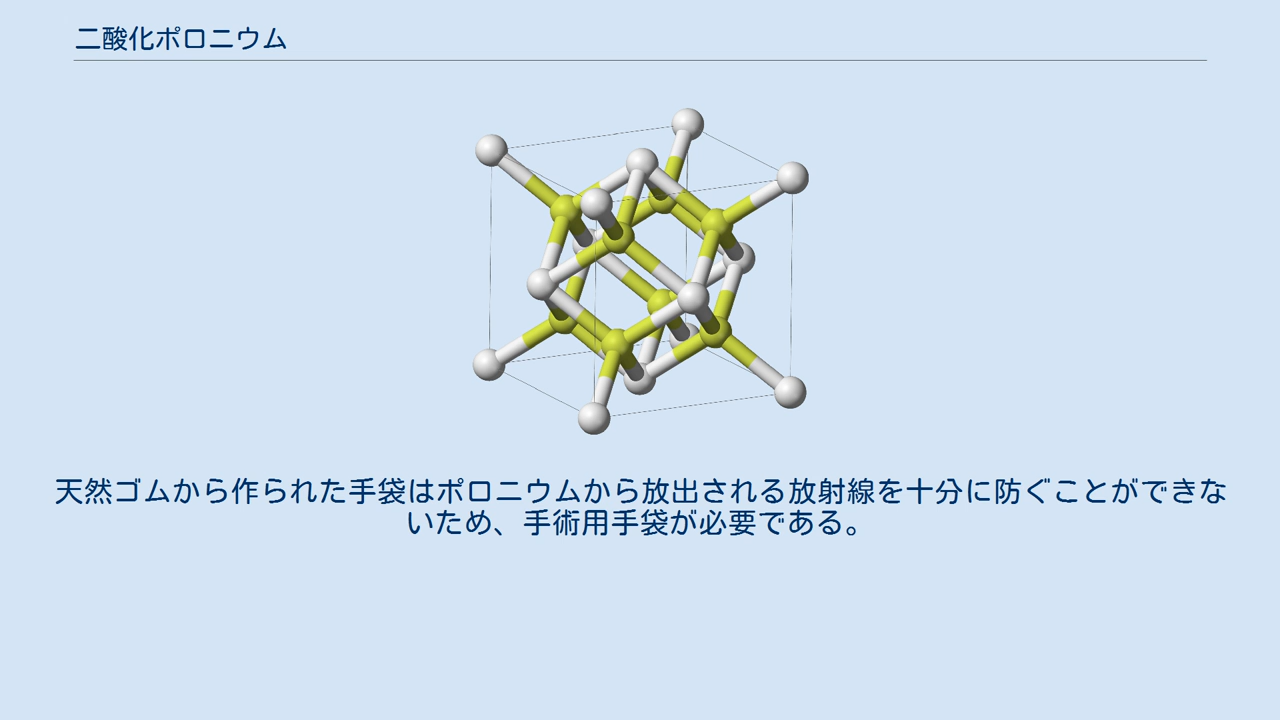 二酸化ポロニウム
天然ゴムから作られた手袋はポロニウムから放出される放射線を十分に防ぐことができな
いため、手術用手袋が必要である。